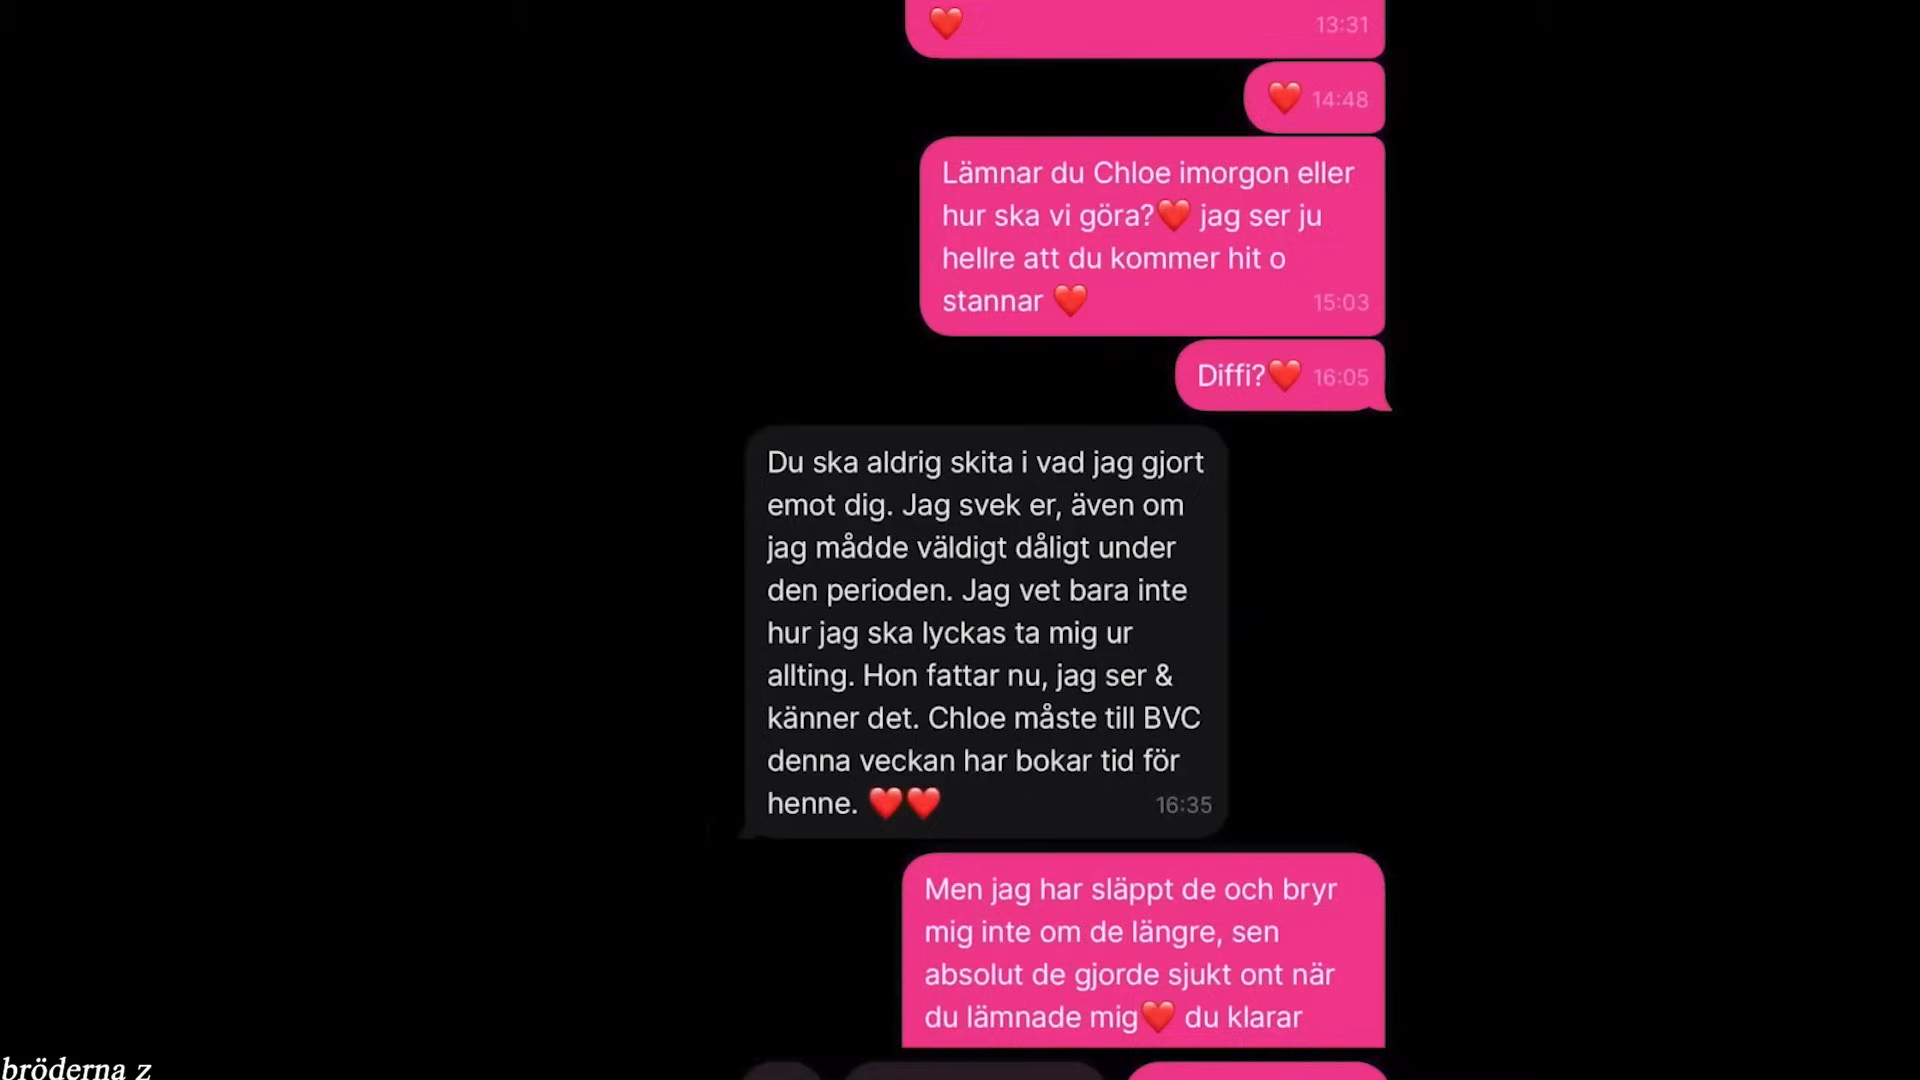 ❤️ 13:31
❤️ 14:48
Lämnar du Chloe imorgon eller
hur ska vi göra?❤️ jag ser ju
hellre att du kommer hit o
stannar ❤️ 15:03
Diffi?❤️ 16:05
Du ska aldrig skita i vad jag gjort
emot dig. Jag svek er, även om
jag mådde väldigt dåligt under
den perioden. Jag vet bara inte
hur jag ska lyckas ta mig ur
allting. Hon fattar nu, jag ser &
känner det. Chloe måste till BVC
denna veckan har bokar tid för
henne. ❤️❤️ 16:35
Men jag har släppt de och bryr
mig inte om de längre, sen
absolut de gjorde sjukt ont när
du lämnade mig❤️ du klarar
bröderna z